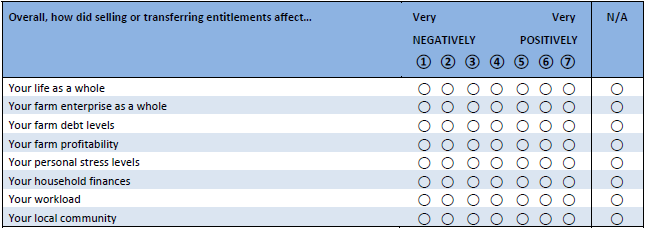 Overall, how did selling or transferring entitlements affect... Very Very N/A
NEGATIVELY POSITIVELY
① ② ③ ④ ⑤ ⑥ ⑦
Your life as a whole
Your farm enterprise as a whole
Your farm debt levels
Your farm profitability
Your personal stress levels
Your household finances
Your workload
Your local community